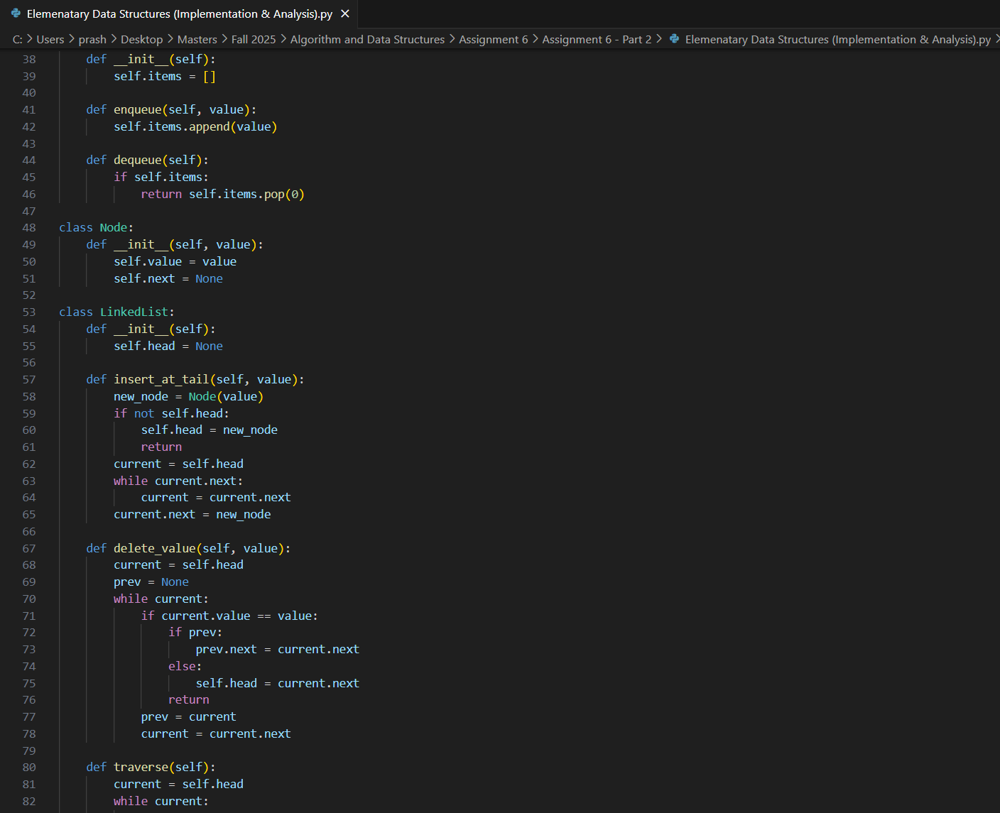 Elemenatary Data Structures (Implementation & Analysis).py ×
C: > Users > prash > Desktop > Masters > Fall 2025 > Algorithm and Data Structures > Assignment 6 > Assignment 6 - Part 2 > Elemenatary Data Structures (Implementation & Analysis).py >
38     def __init__(self):
39         self.items = []
40
41     def enqueue(self, value):
42         self.items.append(value)
43
44     def dequeue(self):
45         if self.items:
46             return self.items.pop(0)
47
48 class Node:
49     def __init__(self, value):
50         self.value = value
51         self.next = None
52
53 class LinkedList:
54     def __init__(self):
55         self.head = None
56
57     def insert_at_tail(self, value):
58         new_node = Node(value)
59         if not self.head:
60             self.head = new_node
61             return
62         current = self.head
63         while current.next:
64             current = current.next
65         current.next = new_node
66
67     def delete_value(self, value):
68         current = self.head
69         prev = None
70         while current:
71             if current.value == value:
72                 if prev:
73                     prev.next = current.next
74                 else:
75                     self.head = current.next
76                 return
77             prev = current
78             current = current.next
79
80     def traverse(self):
81         current = self.head
82         while current: